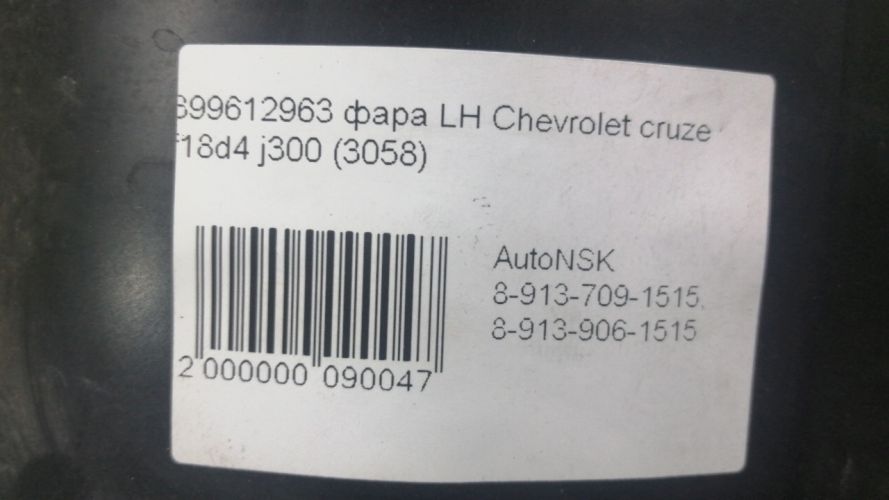 699612963 фара LH Chevrolet cruze
f18d4 j300 (3058)
AutoNSK
8-913-709-1515,
8-913-906-1515
2 000000 090047